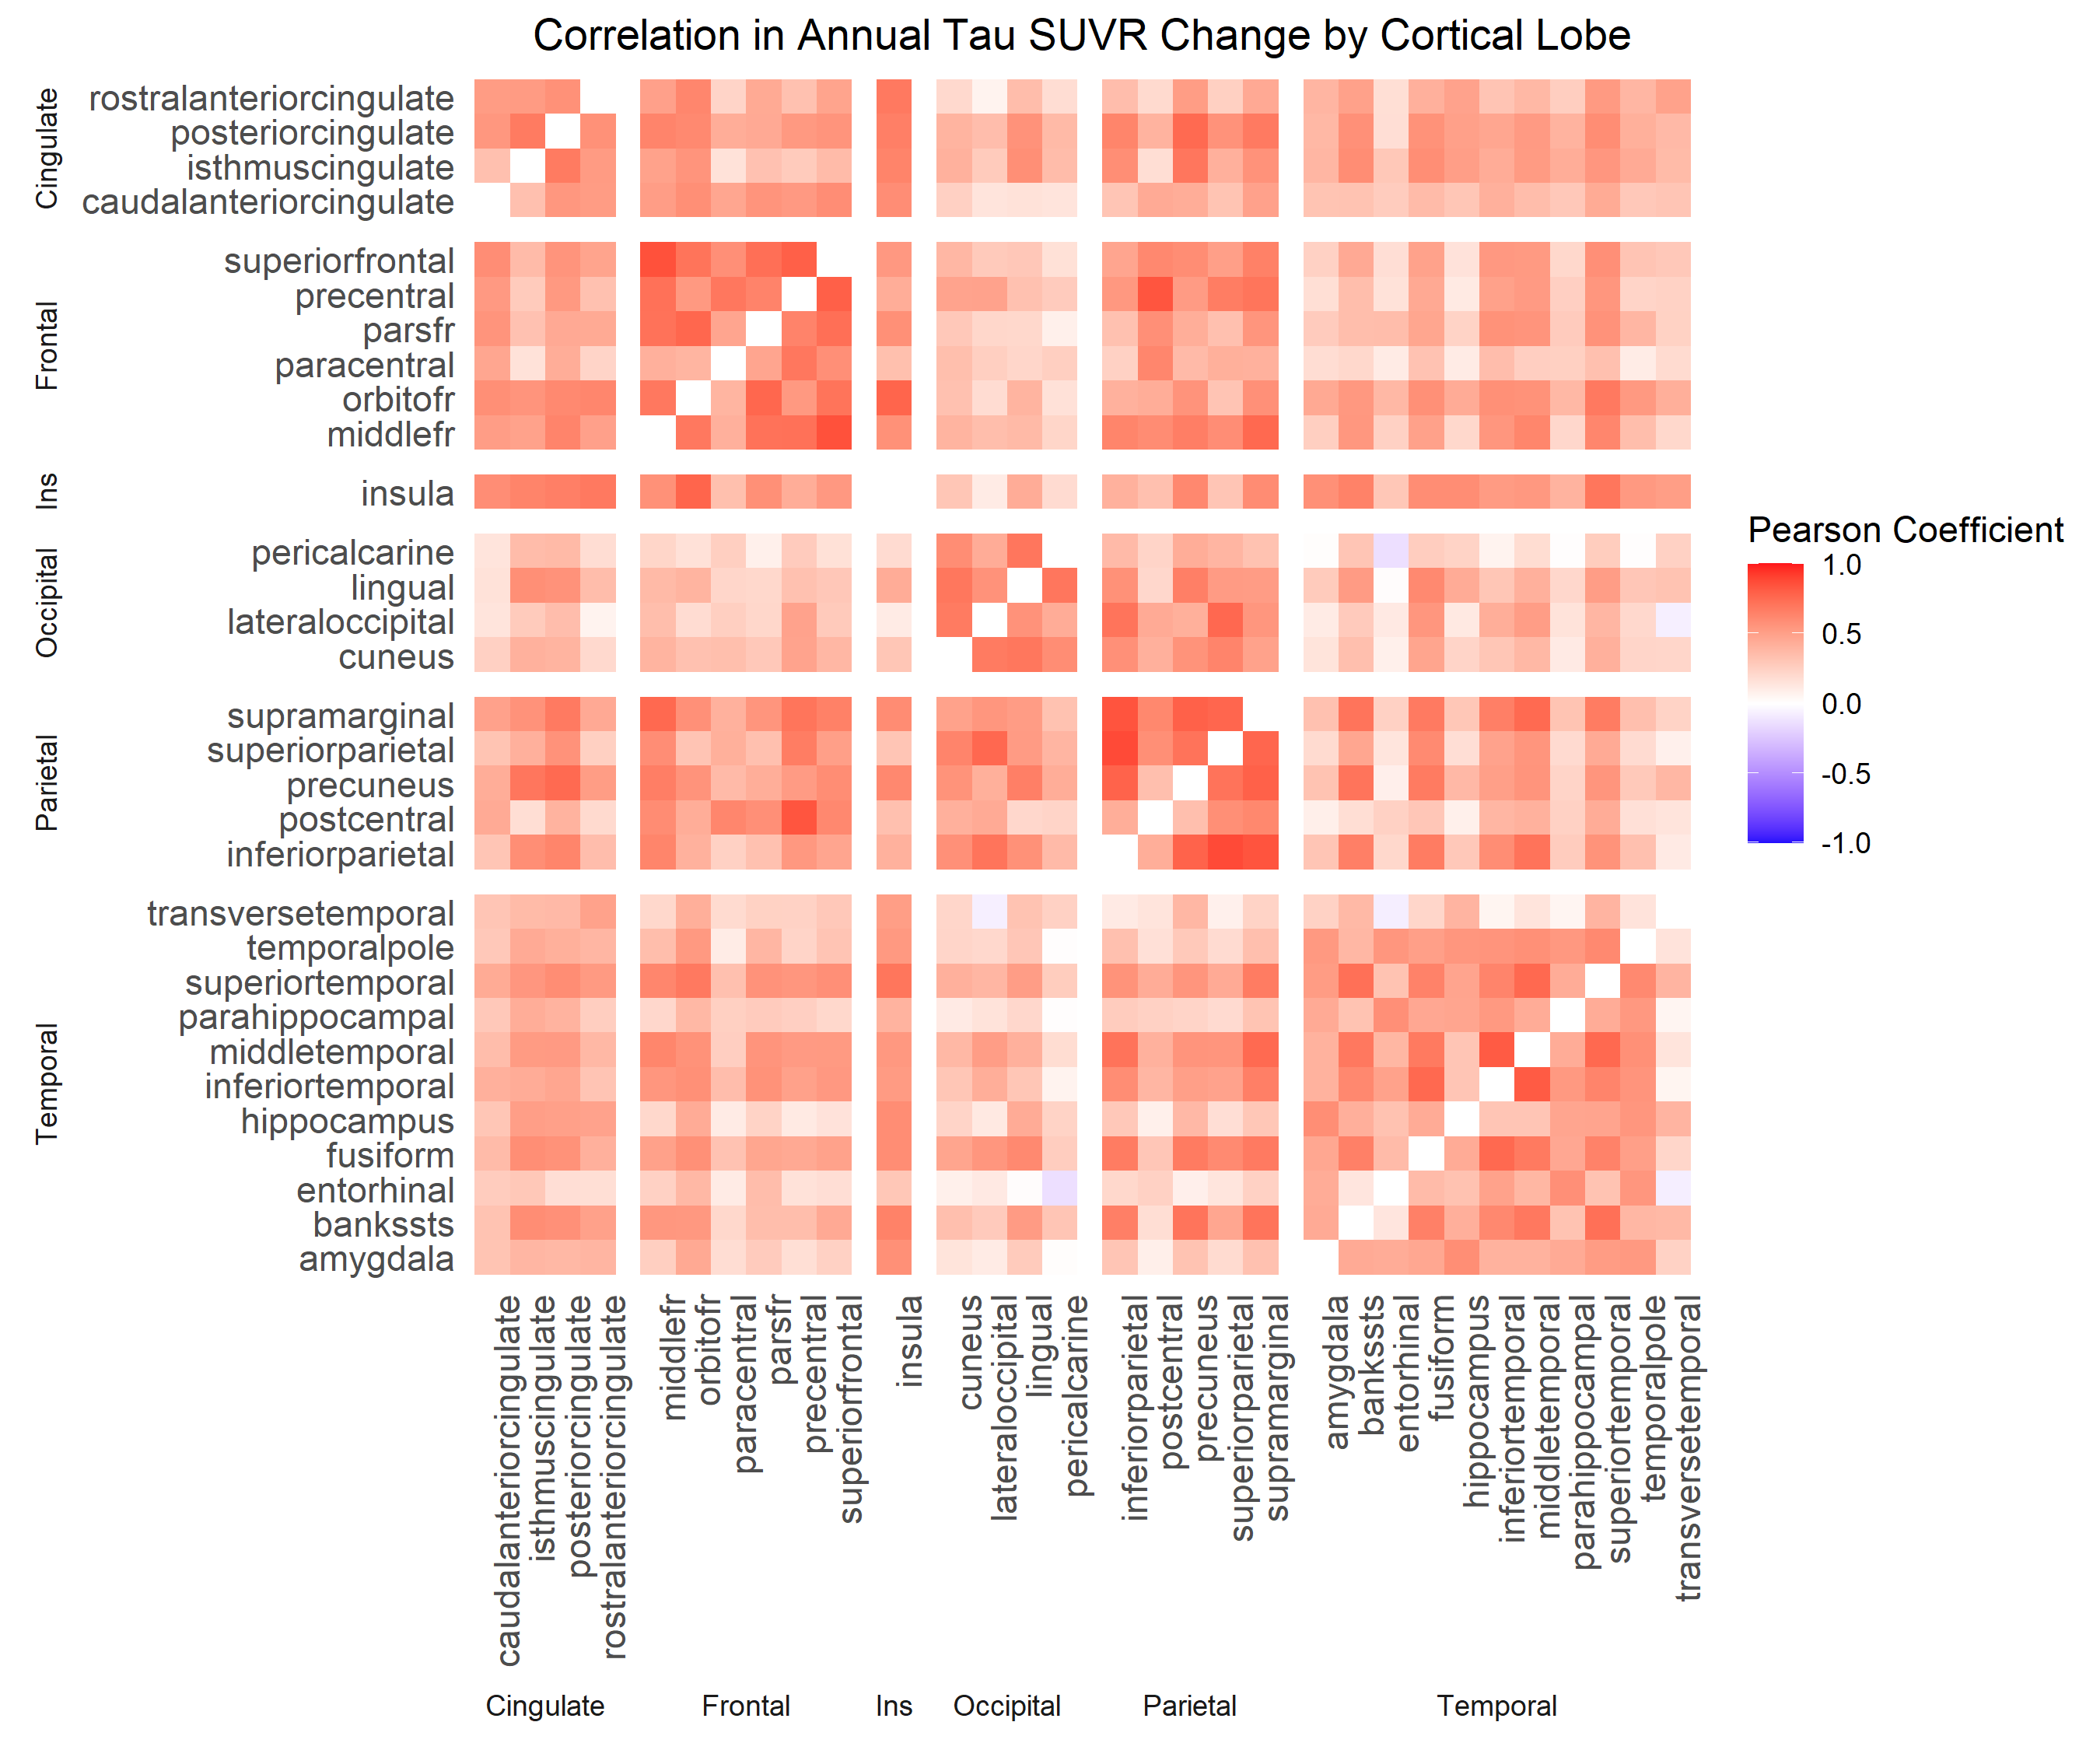 Correlation in Annual Tau SUVR Change by Cortical Lobe
Cingulate
rostralanteriorcingulate
posteriorcingulate
isthmuscingulate
caudalanteriorcingulate
Frontal
superiorfrontal
precentral
parsfr
paracentral
orbitofr
middlefr
Ins
insula
Occipital
pericalcarine
lingual
lateraloccipital
cuneus
Parietal
supramarginal
superiorparietal
precuneus
postcentral
inferiorparietal
Temporal
transversetemporal
temporalpole
superiortemporal
parahippocampal
middletemporal
inferiortemporal
hippocampus
fusiform
entorhinal
bankssts
amygdala
caudalanteriorcingulate
isthmuscingulate
posteriorcingulate
rostralanteriorcingulate
middlefr
orbitofr
paracentral
parsfr
precentral
superiorfrontal
insula
cuneus
lateraloccipital
lingual
pericalcarine
inferiorparietal
postcentral
precuneus
superiorparietal
supramarginal
amygdala
bankssts
entorhinal
fusiform
hippocampus
inferiortemporal
middletemporal
parahippocampal
superiortemporal
temporalpole
transversetemporal
Cingulate
Frontal
Ins
Occipital
Parietal
Temporal
Pearson Coefficient
1.0
0.5
0.0
-0.5
-1.0